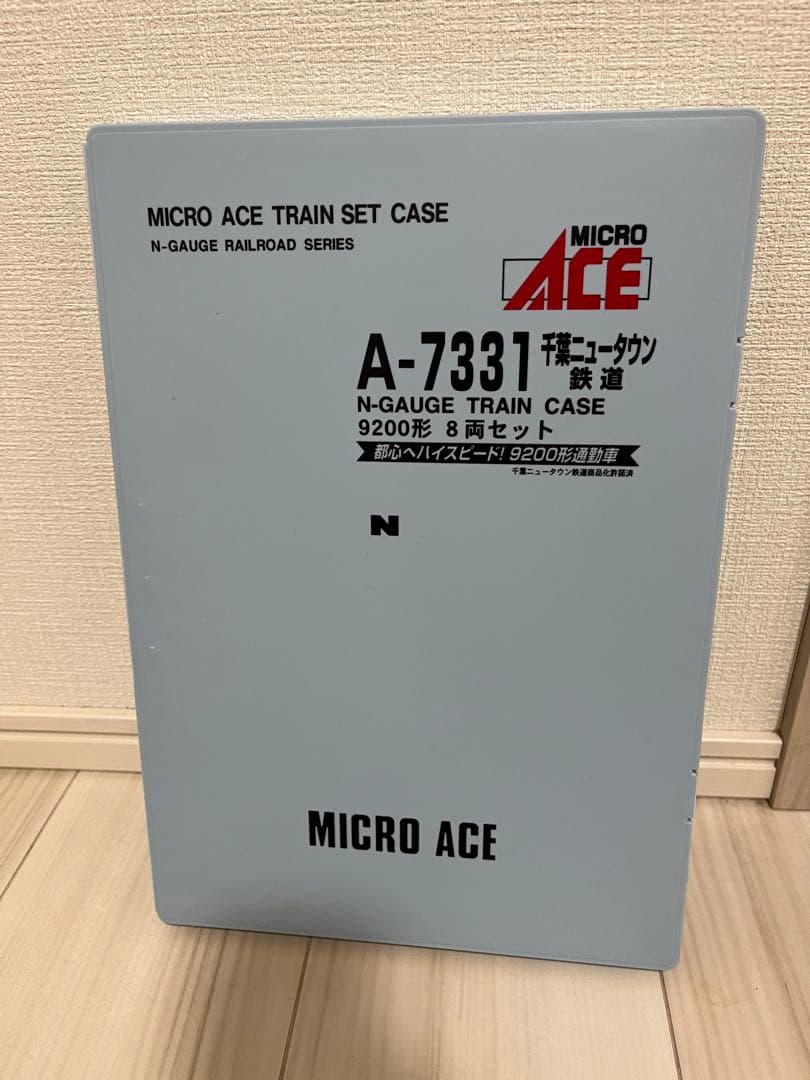 MICRO ACE TRAIN SET CASE
N-GAUGE RAILROAD SERIES
MICRO
ACE
A-7331 千葉ニュータウン
鉄道
N-GAUGE TRAIN CASE
9200形 8両セット
都心へハイスピード! 9200形通勤車
千葉ニュータウン鉄道商品化許諾済
N
MICRO ACE